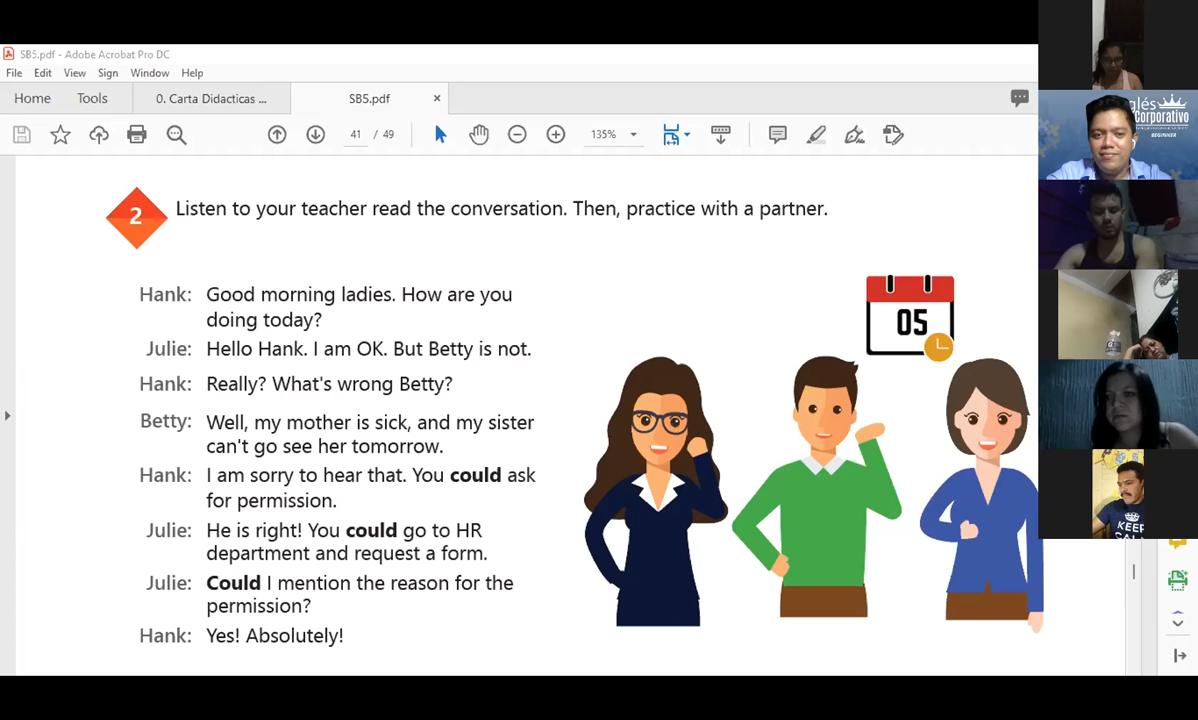 SB5.pdf - Adobe Acrobat Pro DC
File Edit View Sign Window Help
Home Tools 0. Carta Didacticas ... SB5.pdf ×
41 / 49 135%
2 Listen to your teacher read the conversation. Then, practice with a partner.
Hank: Good morning ladies. How are you
doing today?
Julie: Hello Hank. I am OK. But Betty is not.
Hank: Really? What's wrong Betty?
Betty: Well, my mother is sick, and my sister
can't go see her tomorrow.
Hank: I am sorry to hear that. You could ask
for permission.
Julie: He is right! You could go to HR
department and request a form.
Julie: Could I mention the reason for the
permission?
Hank: Yes! Absolutely!
05
glés
Corporativo
BEGINNER
KEEP